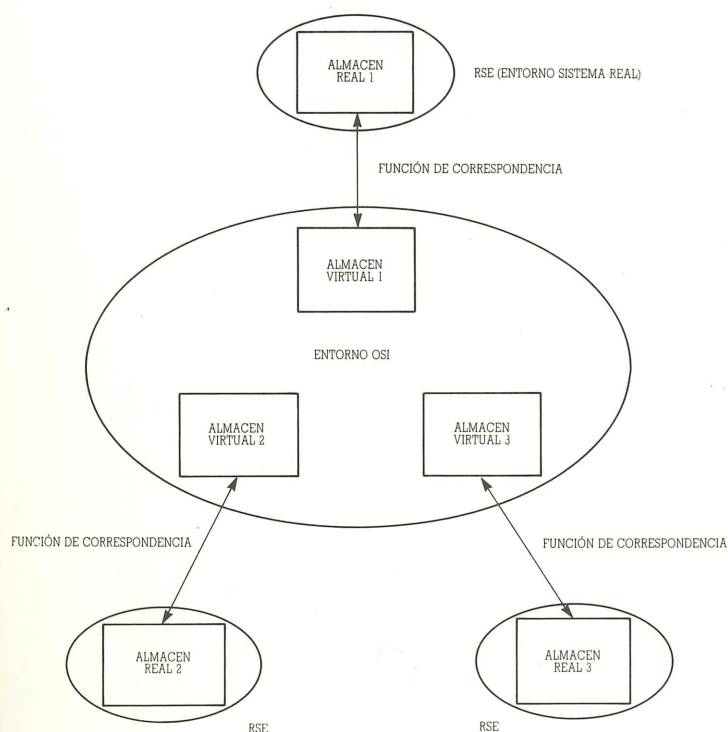 ALMACEN
REAL 1
RSE (ENTORNO SISTEMA REAL)
FUNCIÓN DE CORRESPONDENCIA
ALMACEN
VIRTUAL 1
ENTORNO OSI
ALMACEN
VIRTUAL 2
ALMACEN
VIRTUAL 3
FUNCIÓN DE CORRESPONDENCIA
FUNCIÓN DE CORRESPONDENCIA
ALMACEN
REAL 2
ALMACEN
REAL 3
RSE
RSE